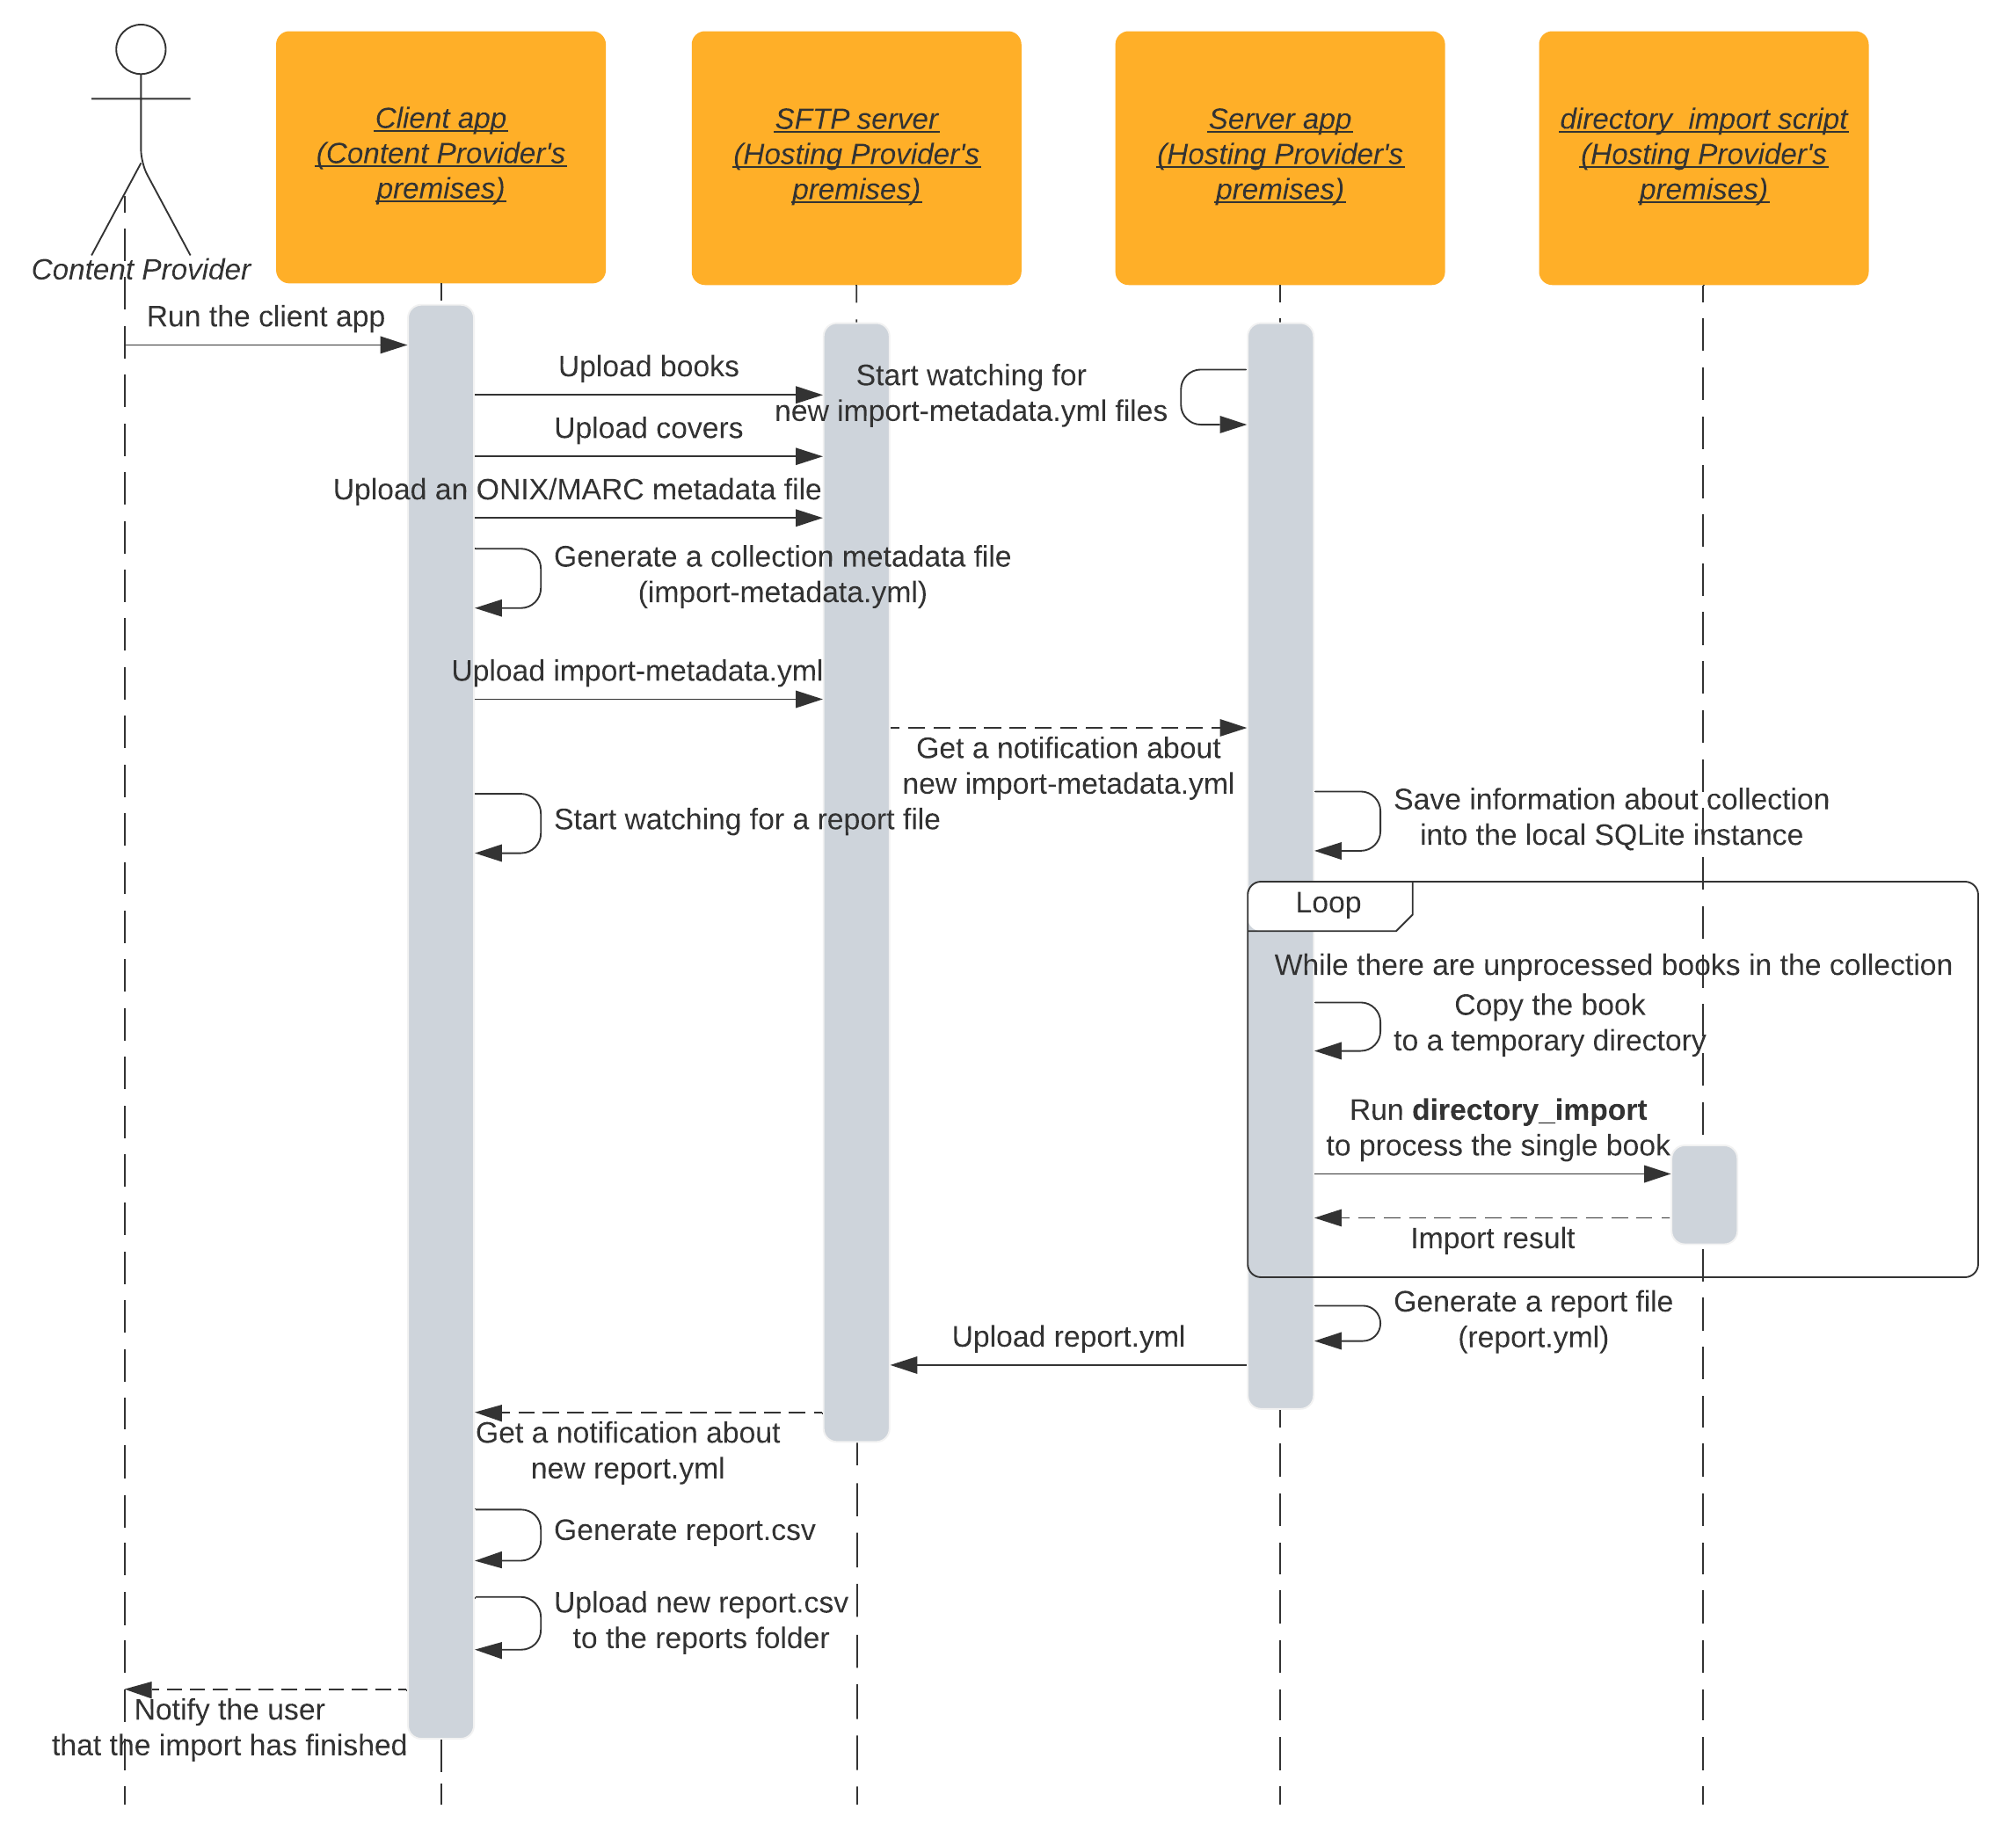 Content Provider
Client app
(Content Provider's
premises)
SFTP server
(Hosting Provider's
premises)
Server app
(Hosting Provider's
premises)
directory_import script
(Hosting Provider's
premises)
Run the client app
Upload books
Start watching for
new import-metadata.yml files
Upload covers
Upload an ONIX/MARC metadata file
Generate a collection metadata file
(import-metadata.yml)
Upload import-metadata.yml
Get a notification about
new import-metadata.yml
Start watching for a report file
Save information about collection
into the local SQLite instance
Loop
While there are unprocessed books in the collection
Copy the book
to a temporary directory
Run directory_import
to process the single book
Import result
Generate a report file
(report.yml)
Upload report.yml
Get a notification about
new report.yml
Generate report.csv
Upload new report.csv
to the reports folder
Notify the user
that the import has finished